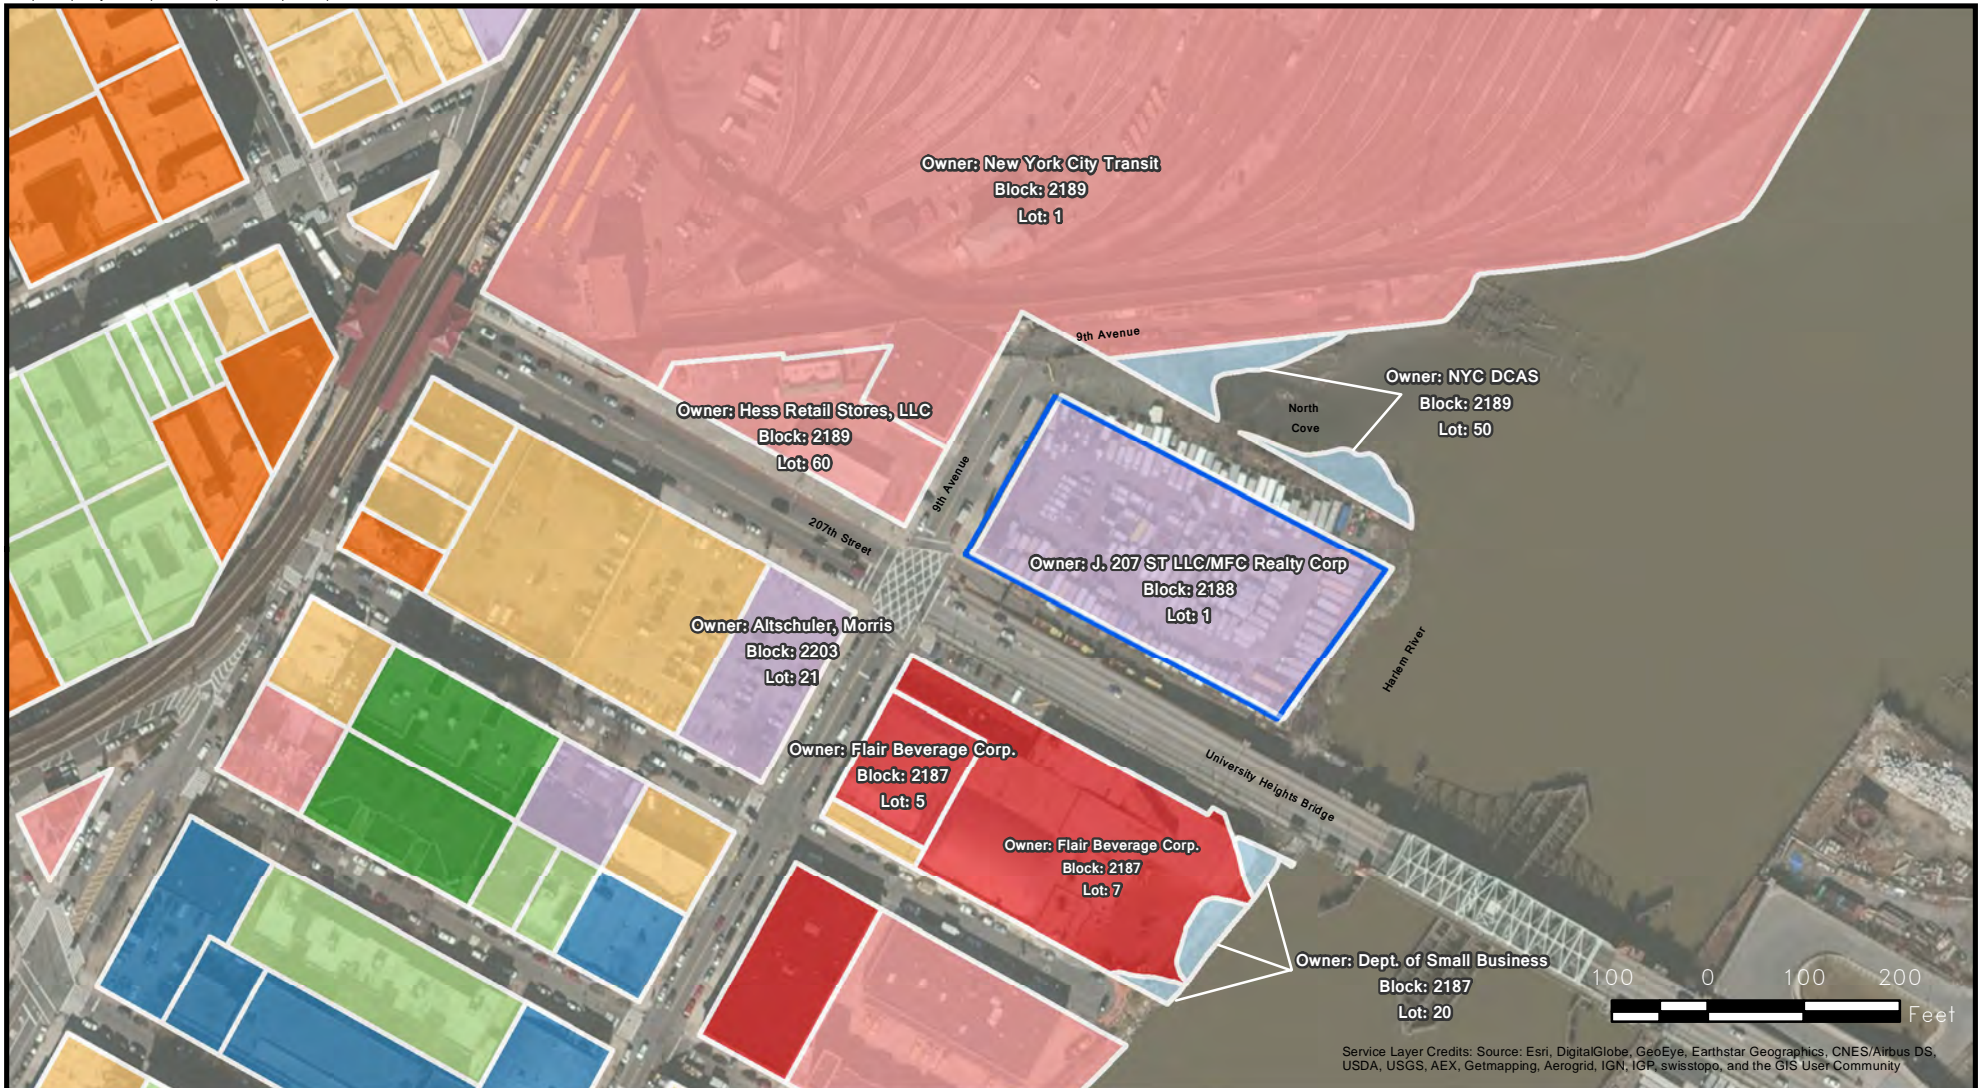 Owner: New York City Transit
Block: 2189
Lot: 1
9th Avenue
Owner: NYC DCAS
Block: 2189
Lot: 50
North
Cove
Owner: Hess Retail Stores, LLC
Block: 2189
Lot: 60
9th Avenue
207th Street
Owner: J. 207 ST LLC/MFC Realty Corp
Block: 2188
Lot: 1
Harlem River
Owner: Altschuler, Morris
Block: 2203
Lot: 21
Owner: Flair Beverage Corp.
Block: 2187
Lot: 5
University Heights Bridge
Owner: Flair Beverage Corp.
Block: 2187
Lot: 7
Owner: Dept. of Small Business
Block: 2187
Lot: 20
100 0 100 200
Feet
Service Layer Credits: Source: Esri, DigitalGlobe, GeoEye, Earthstar Geographics, CNES/Airbus DS,
USDA, USGS, AEX, Getmapping, Aerogrid, IGN, IGP, swisstopo, and the GIS User Community